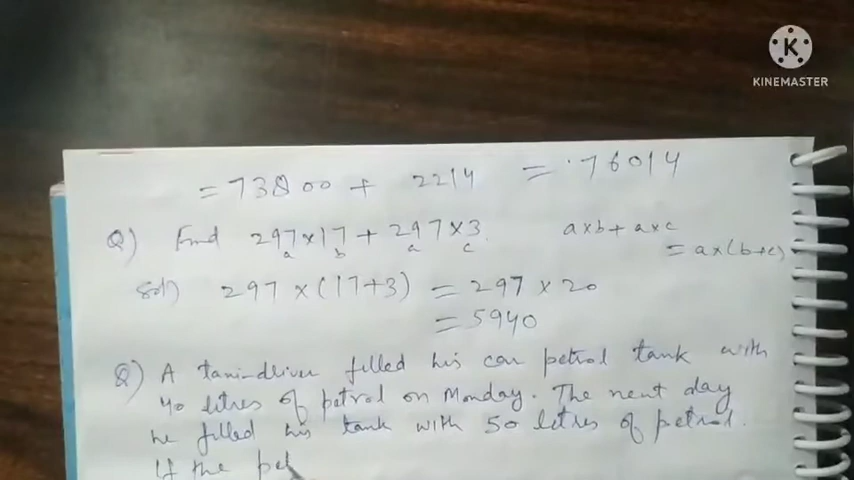 KINEMASTER
= 73800 + 2214 = 76014
Q) Find 297×17 + 297×3 a×b + a×c
a b a c = a×(b+c)
Sol) 297 × (17+3) = 297 × 20
= 5940
Q) A taxi-driver filled his car petrol tank with
40 litres of petrol on Monday. The next day
he filled his tank with 50 litres of petrol.
If the pet